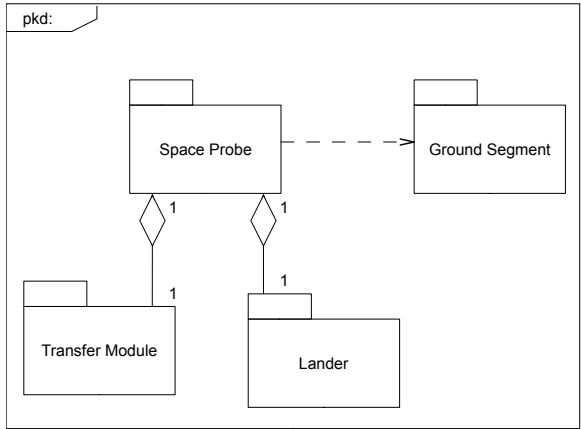 pkd:
Space Probe
Ground Segment
1
1
1
1
Transfer Module
Lander